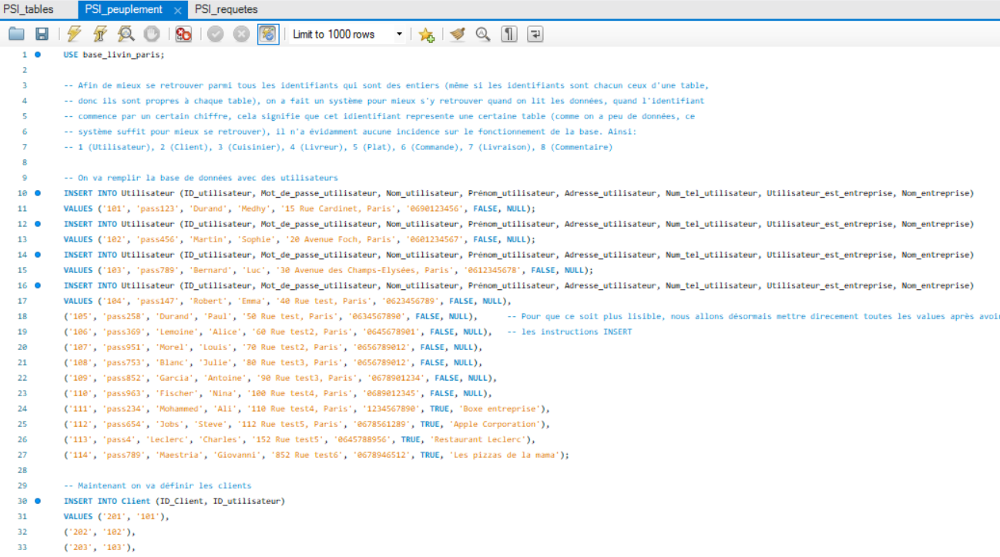 PSI_tables PSI_peuplement × PSI_requetes
Limit to 1000 rows
1 USE base_livin_paris;
2
3 -- Afin de mieux se retrouver parmi tous les identifiants qui sont des entiers (même si les identifiants sont chacun ceux d'une table,
4 -- donc ils sont propres à chaque table), on a fait un système pour mieux s'y retrouver quand on lit les données, quand l'identifiant
5 -- commence par un certain chiffre, cela signifie que cet idientifiant represente une certaine table (comme on a peu de données, ce
6 -- système suffit pour mieux se retrouver), il n'a évidamment aucune incidence sur le fonctionnement de la base. Ainsi:
7 -- 1 (Utilisateur), 2 (Client), 3 (Cuisinier), 4 (Livreur), 5 (Plat), 6 (Commande), 7 (Livraison), 8 (Commentaire)
8
9 -- On va remplir la base de données avec des utilisateurs
10 INSERT INTO Utilisateur (ID_utilisateur, Mot_de_passe_utilisateur, Nom_utilisateur, Prénom_utilisateur, Adresse_utilisateur, Num_tel_utilisateur, Utilisateur_est_entreprise, Nom_entreprise)
11 VALUES ('101', 'pass123', 'Durand', 'Medhy', '15 Rue Cardinet, Paris', '0690123456', FALSE, NULL);
12 INSERT INTO Utilisateur (ID_utilisateur, Mot_de_passe_utilisateur, Nom_utilisateur, Prénom_utilisateur, Adresse_utilisateur, Num_tel_utilisateur, Utilisateur_est_entreprise, Nom_entreprise)
13 VALUES ('102', 'pass456', 'Martin', 'Sophie', '20 Avenue Foch, Paris', '0601234567', FALSE, NULL);
14 INSERT INTO Utilisateur (ID_utilisateur, Mot_de_passe_utilisateur, Nom_utilisateur, Prénom_utilisateur, Adresse_utilisateur, Num_tel_utilisateur, Utilisateur_est_entreprise, Nom_entreprise)
15 VALUES ('103', 'pass789', 'Bernard', 'Luc', '30 Avenue des Champs-Elysées, Paris', '0612345678', FALSE, NULL);
16 INSERT INTO Utilisateur (ID_utilisateur, Mot_de_passe_utilisateur, Nom_utilisateur, Prénom_utilisateur, Adresse_utilisateur, Num_tel_utilisateur, Utilisateur_est_entreprise, Nom_entreprise)
17 VALUES ('104', 'pass147', 'Robert', 'Emma', '40 Rue test, Paris', '0623456789', FALSE, NULL),
18 ('105', 'pass258', 'Durand', 'Paul', '50 Rue test, Paris', '0634567890', FALSE, NULL), -- Pour que ce soit plus lisible, nous allons désormais mettre direcement toutes les values après avoi
19 ('106', 'pass369', 'Lemoine', 'Alice', '60 Rue test2, Paris', '0645678901', FALSE, NULL), -- les instructions INSERT
20 ('107', 'pass951', 'Morel', 'Louis', '70 Rue test2, Paris', '0656789012', FALSE, NULL),
21 ('108', 'pass753', 'Blanc', 'Julie', '80 Rue test3, Paris', '0656789012', FALSE, NULL),
22 ('109', 'pass852', 'Garcia', 'Antoine', '90 Rue test3, Paris', '0678901234', FALSE, NULL),
23 ('110', 'pass963', 'Fischer', 'Nina', '100 Rue test4, Paris', '0689012345', FALSE, NULL),
24 ('111', 'pass234', 'Mohammed', 'Ali', '110 Rue test4, Paris', '1234567890', TRUE, 'Boxe entreprise'),
25 ('112', 'pass654', 'Jobs', 'Steve', '112 Rue test5, Paris', '0678561289', TRUE, 'Apple Corporation'),
26 ('113', 'pass4', 'Leclerc', 'Charles', '152 Rue test5', '0645788956', TRUE, 'Restaurant Leclerc'),
27 ('114', 'pass789', 'Maestria', 'Giovanni', '852 Rue test6', '0678946512', TRUE, 'Les pizzas de la mama');
28
29 -- Maintenant on va définir les clients
30 INSERT INTO Client (ID_Client, ID_utilisateur)
31 VALUES ('201', '101'),
32 ('202', '102'),
33 ('203', '103'),